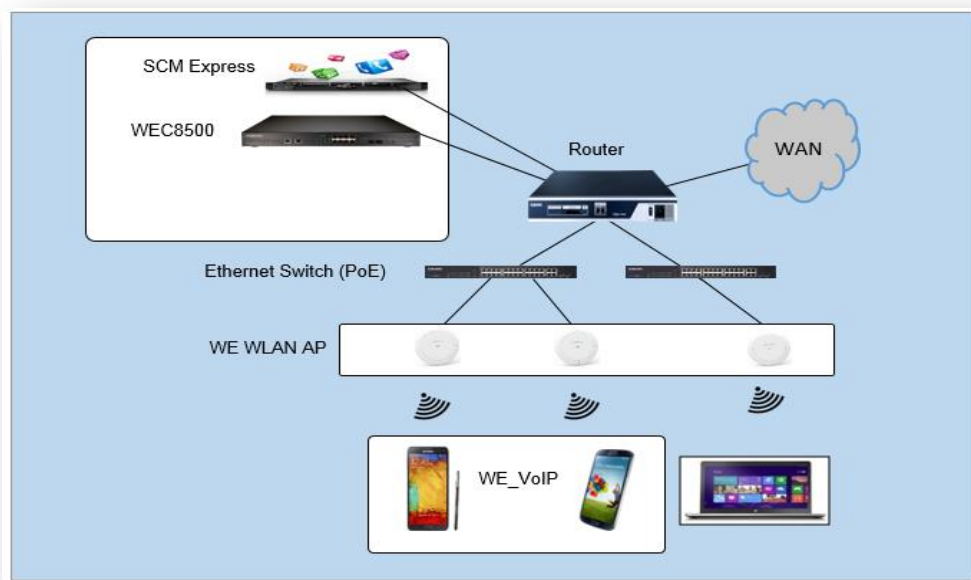 SCM Express
WEC8500
Router
WAN
Ethernet Switch (PoE)
WE WLAN AP
WE_VoIP